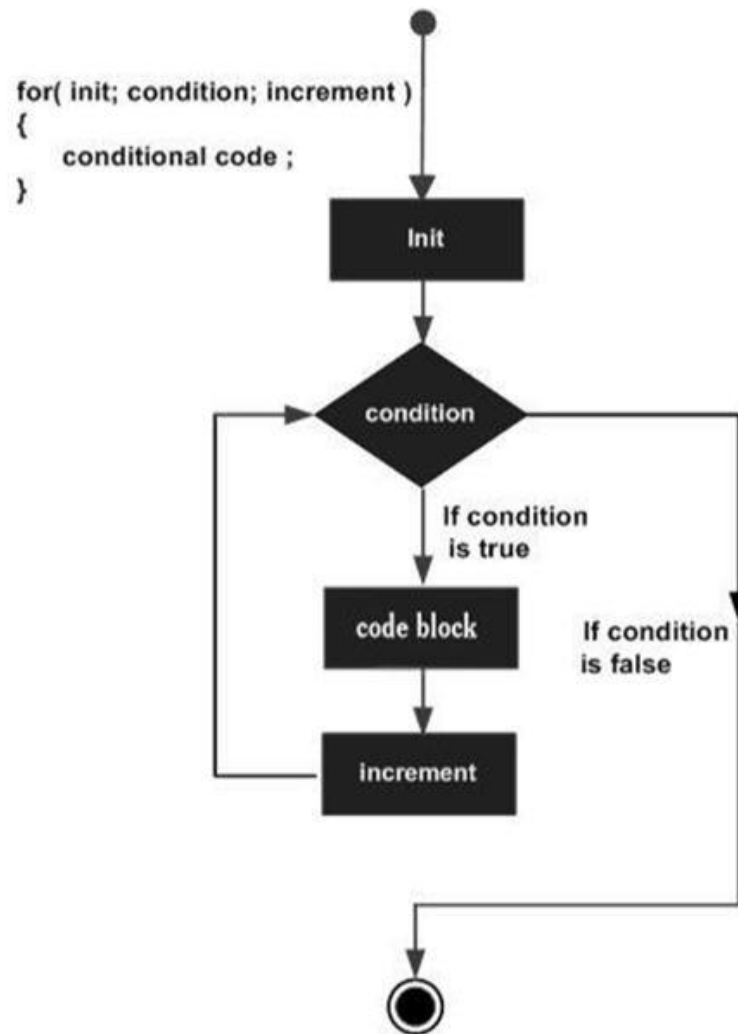 for( init; condition; increment )
{
conditional code ;
}
Init
condition
If condition
is true
code block
If condition
is false
increment